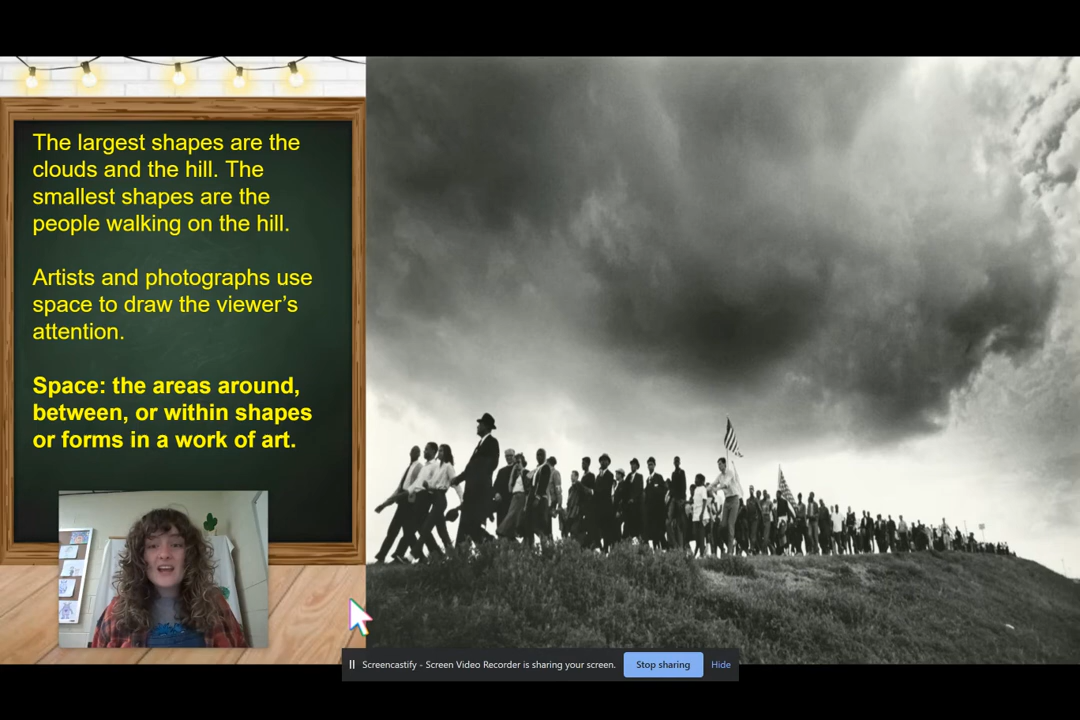 The largest shapes are the
clouds and the hill. The
smallest shapes are the
people walking on the hill.
Artists and photographs use
space to draw the viewer’s
attention.
Space: the areas around,
between, or within shapes
or forms in a work of art.
Screencastify - Screen Video Recorder is sharing your screen. Stop sharing Hide